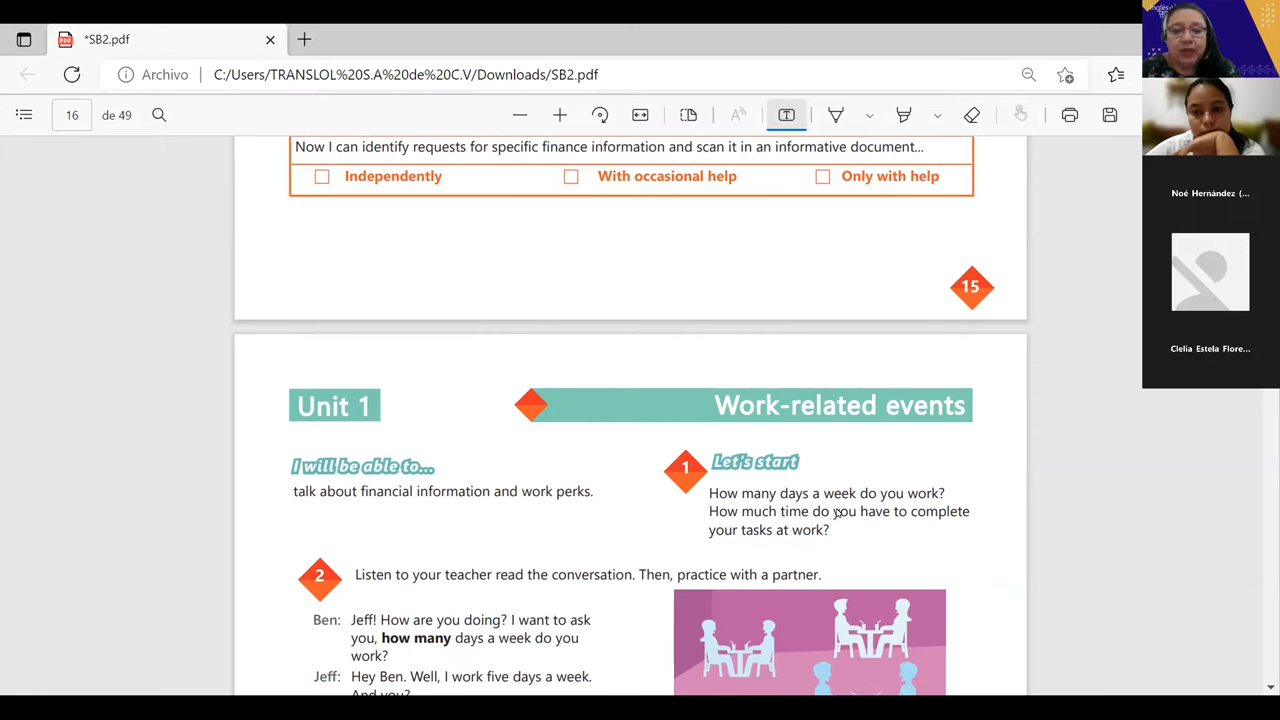 *SB2.pdf
Archivo
C:/Users/TRANSLOL%20S.A%20de%20C.V/Downloads/SB2.pdf
16 de 49
Now I can identify requests for specific finance information and scan it in an informative document...
Independently
With occasional help
Only with help
15
Unit 1
Work-related events
I will be able to...
talk about financial information and work perks.
1 Let's start
How many days a week do you work?
How much time do you have to complete
your tasks at work?
2 Listen to your teacher read the conversation. Then, practice with a partner.
Ben: Jeff! How are you doing? I want to ask
you, how many days a week do you
work?
Jeff: Hey Ben. Well, I work five days a week.
And you?
Noé Hernández (...
Clelia Estela Flore...